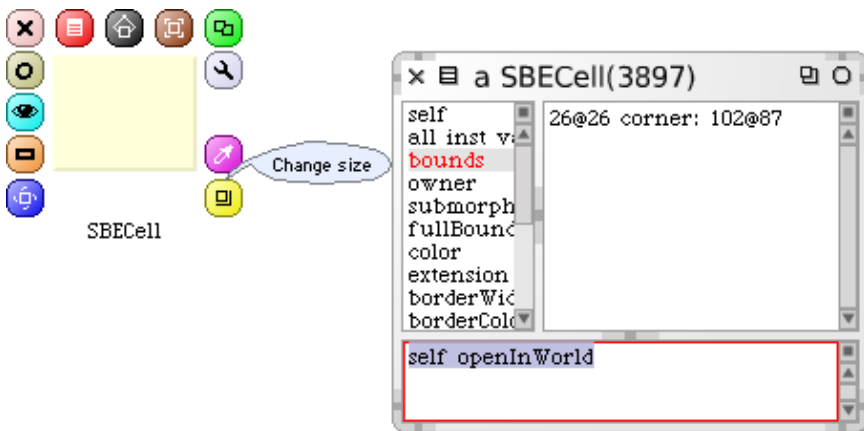 Change size
SBECell
a SBECell(3897)
self
all inst va
bounds
owner
submorph
fullBound
color
extension
borderWid
borderColo
26@26 corner: 102@87
self openInWorld